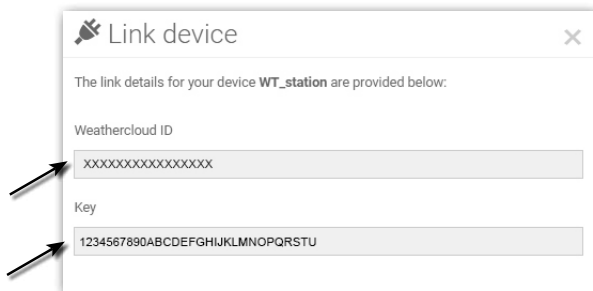 Link device
The link details for your device WT_station are provided below:
Weathercloud ID
XXXXXXXXXXXXXXXX
Key
1234567890ABCDEFGHIJKLMNOPQRSTU